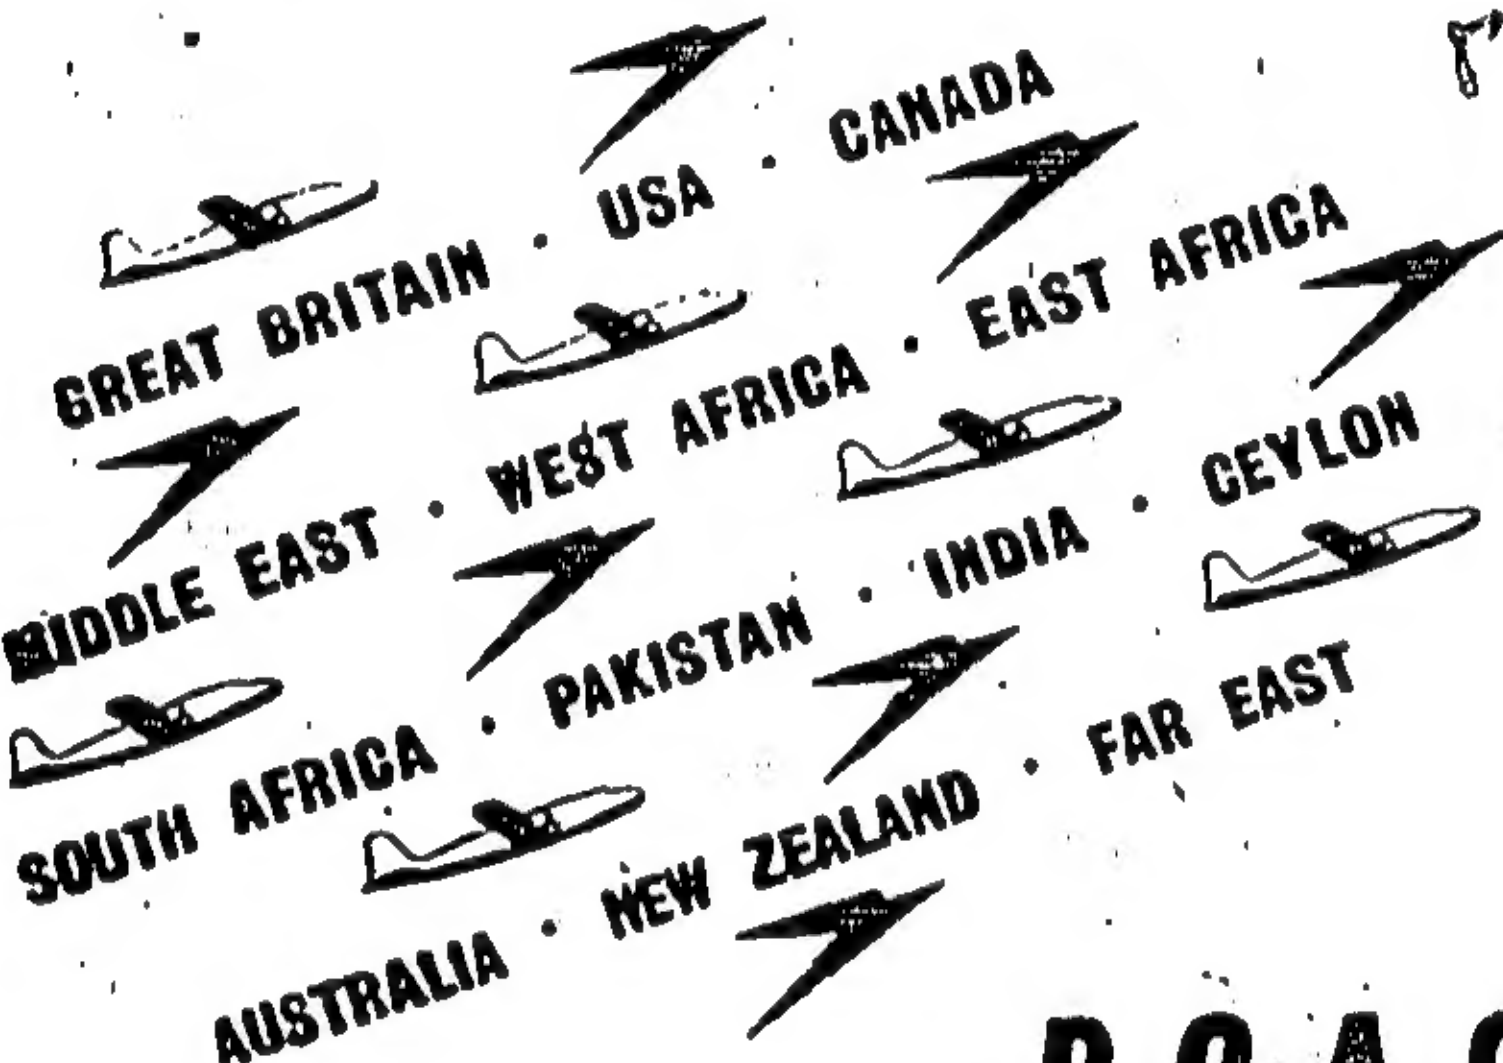 GREAT BRITAIN · USA · CANADA
MIDDLE EAST · WEST AFRICA · EAST AFRICA
SOUTH AFRICA · PAKISTAN · INDIA · CEYLON
AUSTRALIA · NEW ZEALAND · FAR EAST